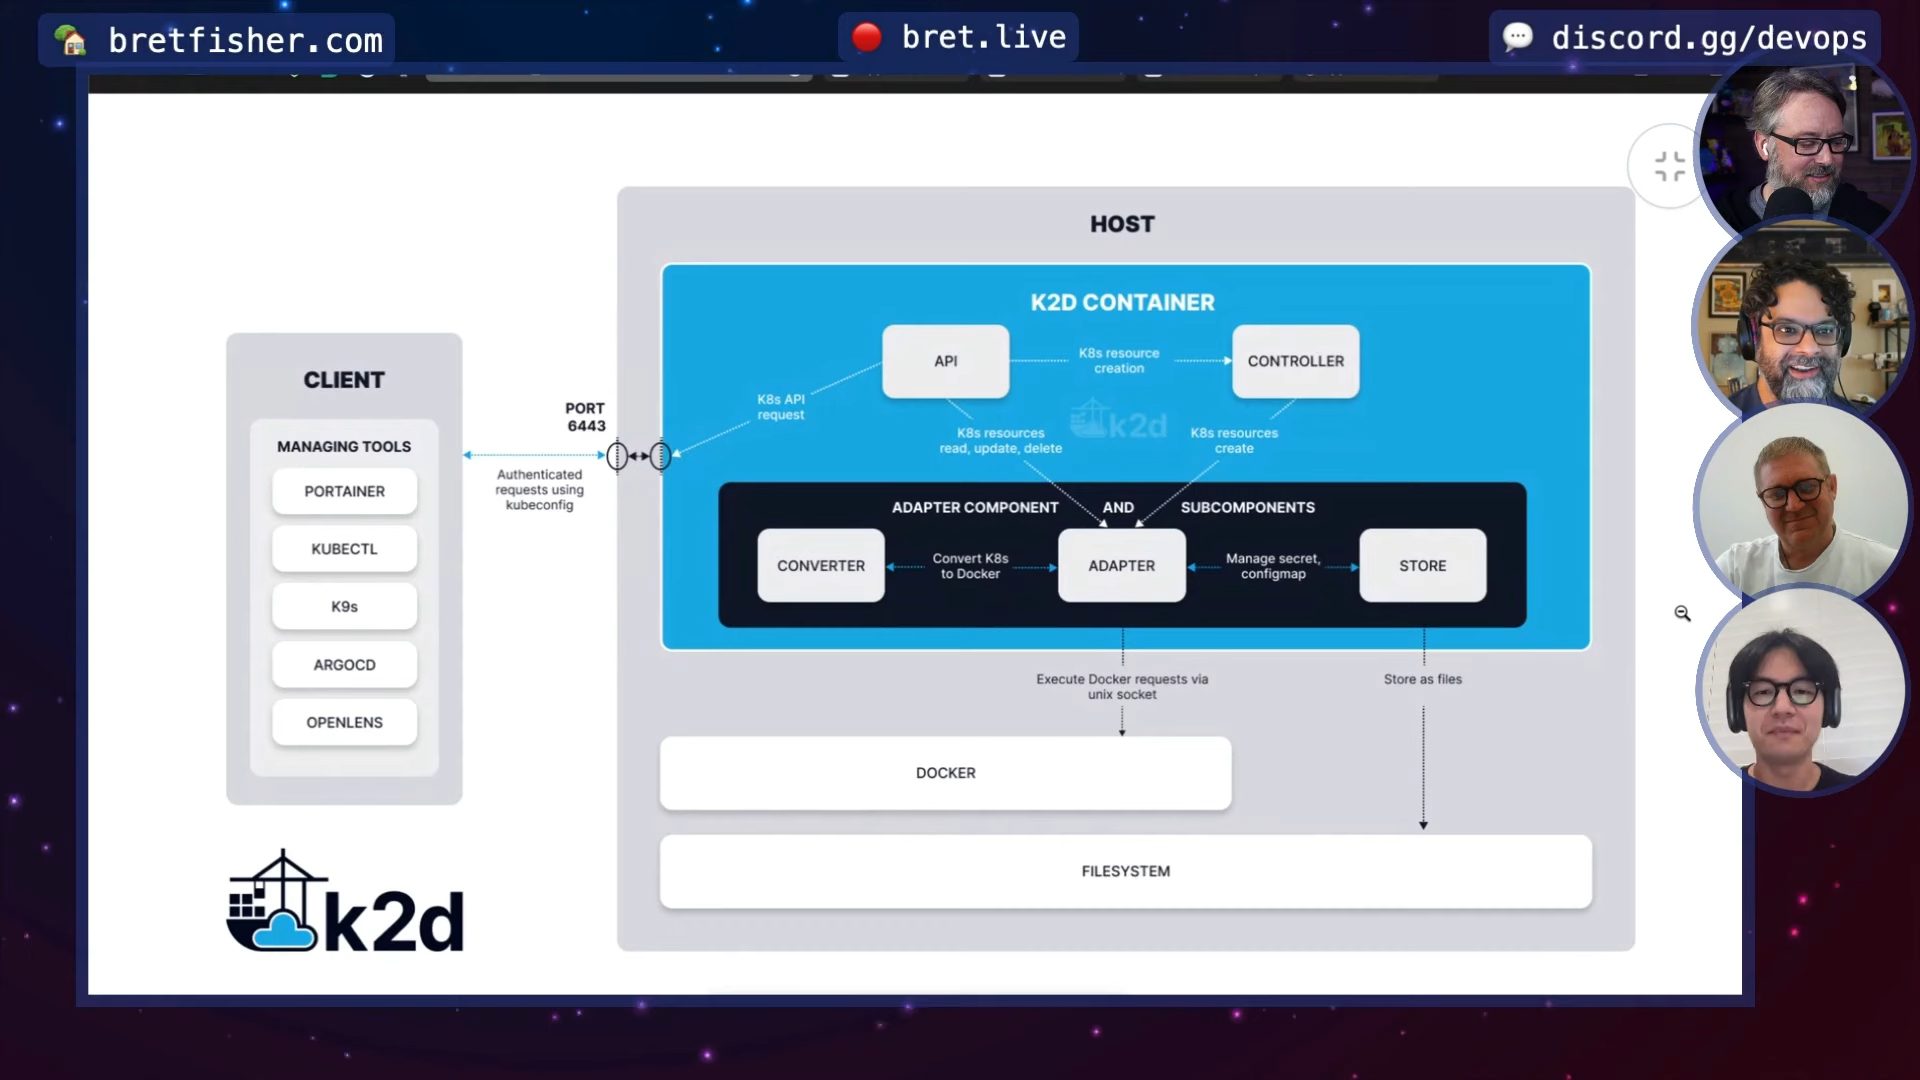 bretfisher.com
bret.live
discord.gg/devops
HOST
K2D CONTAINER
API
K8s resource
creation
CONTROLLER
K8s API
request
k2d
K8s resources
read, update, delete
K8s resources
create
CLIENT
MANAGING TOOLS
PORTAINER
KUBECTL
K9s
ARGOCD
OPENLENS
PORT
6443
Authenticated
requests using
kubeconfig
ADAPTER COMPONENT AND SUBCOMPONENTS
CONVERTER
Convert K8s
to Docker
ADAPTER
Manage secret,
configmap
STORE
Execute Docker requests via
unix socket
Store as files
DOCKER
FILESYSTEM
k2d